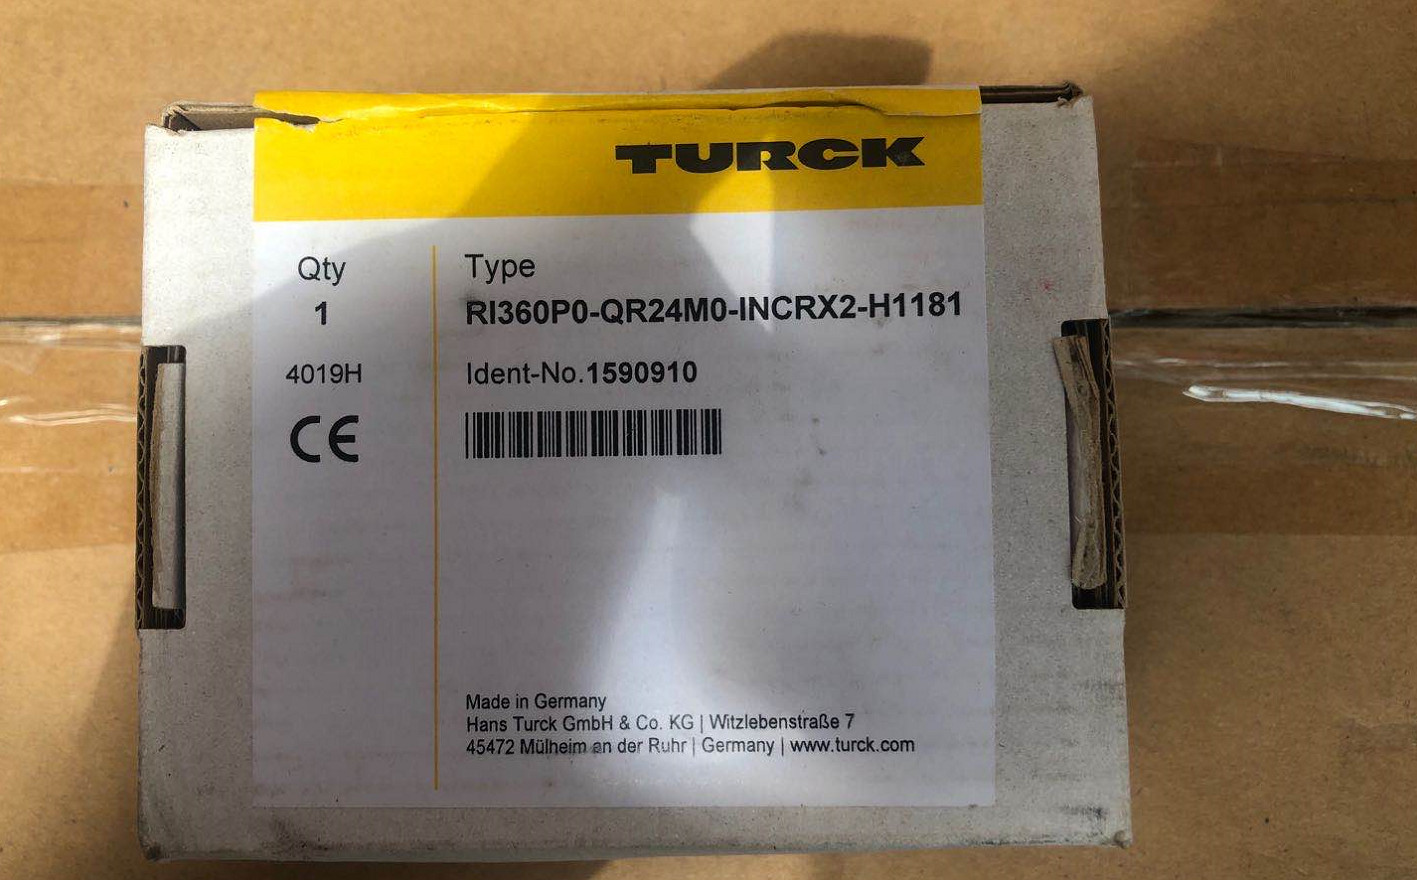 TURCK
Qty
1
4019H
CE
Type
RI360P0-QR24M0-INCRX2-H1181
Ident-No.1590910
Made in Germany
Hans Turck GmbH & Co. KG | Witzlebenstraße 7
45472 Mülheim an der Ruhr | Germany | www.turck.com